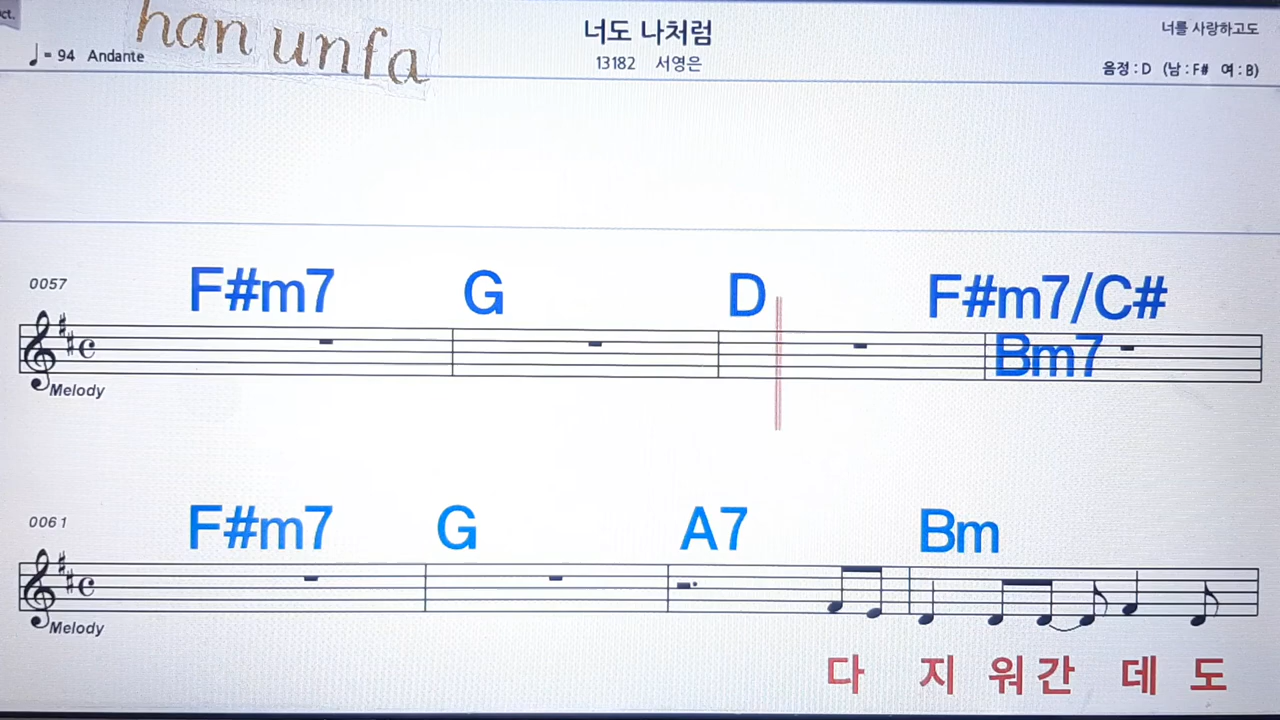 ct.
han unfa
너도 나처럼
너를 사랑하고도
♩= 94 Andante
13182 서영은
음정 : D (남 : F# 여 : B)
0057
F#m7 G D F#m7/C#
Bm7
Melody
0061
F#m7 G A7 Bm
Melody
다 지 워 간 데 도